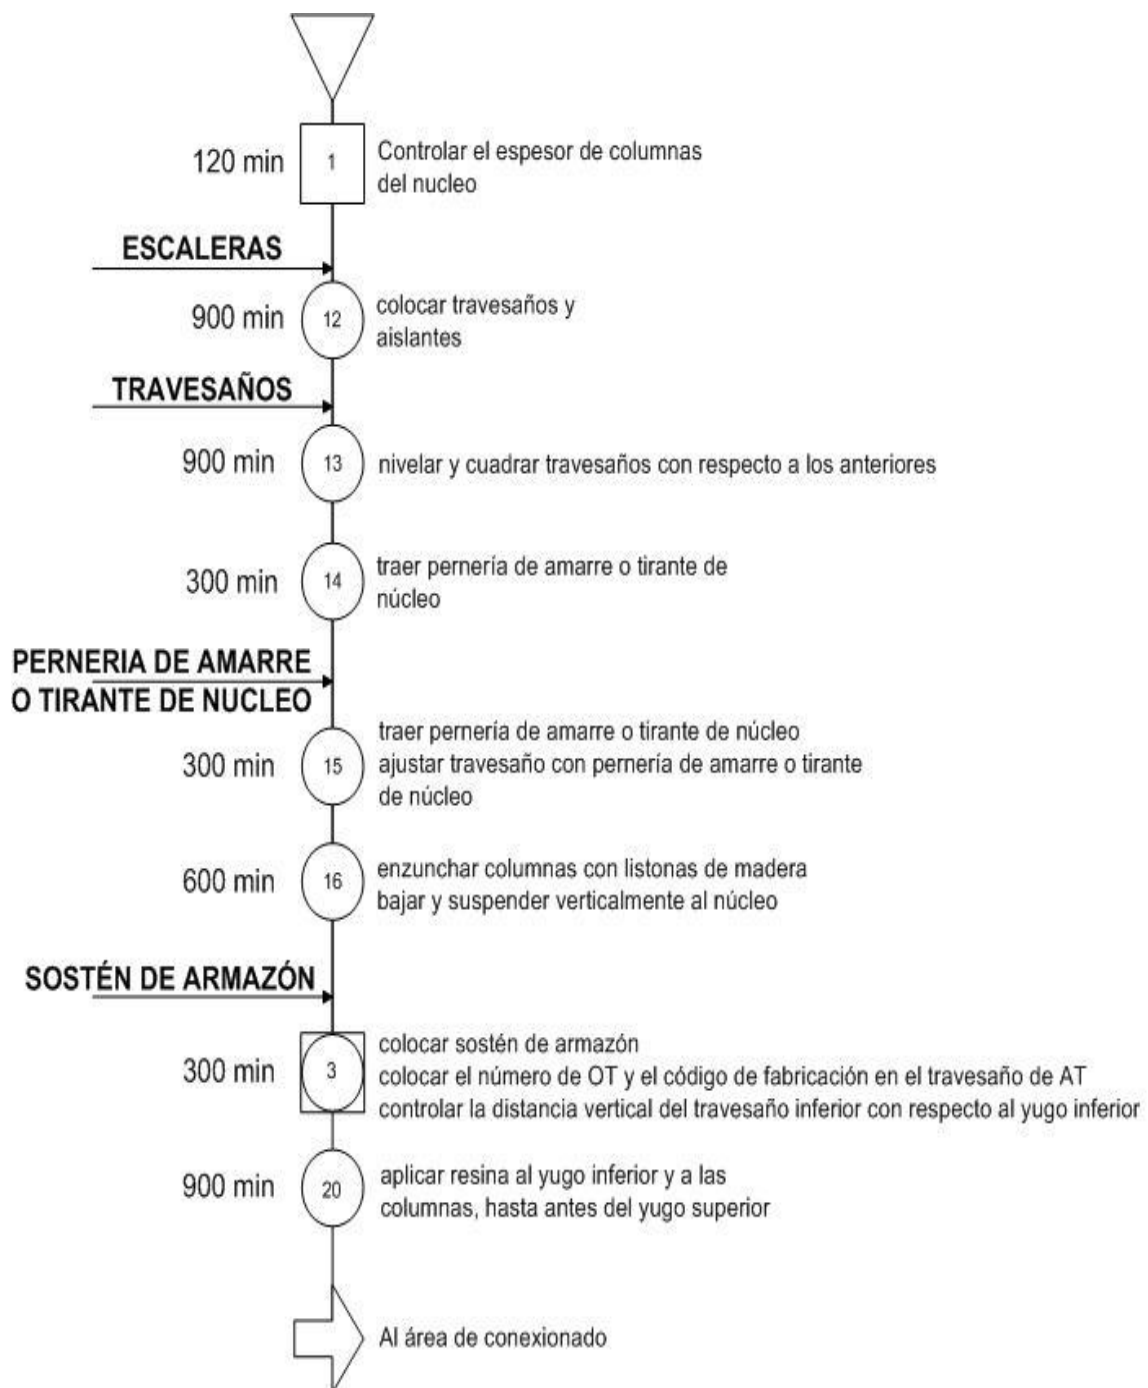 120 min
1
Controlar el espesor de columnas
del nucleo
ESCALERAS
900 min
12
colocar travesaños y
aislantes
TRAVESAÑOS
900 min
13
nivelar y cuadrar travesaños con respecto a los anteriores
300 min
14
traer pernería de amarre o tirante de
núcleo
PERNERIA DE AMARRE
O TIRANTE DE NUCLEO
300 min
15
traer pernería de amarre o tirante de núcleo
ajustar travesaño con pernería de amarre o tirante
de núcleo
600 min
16
enzunchar columnas con listonas de madera
bajar y suspender verticalmente al núcleo
SOSTÉN DE ARMAZÓN
300 min
3
colocar sostén de armazón
colocar el número de OT y el código de fabricación en el travesaño de AT
controlar la distancia vertical del travesaño inferior con respecto al yugo inferior
900 min
20
aplicar resina al yugo inferior y a las
columnas, hasta antes del yugo superior
Al área de conexionado